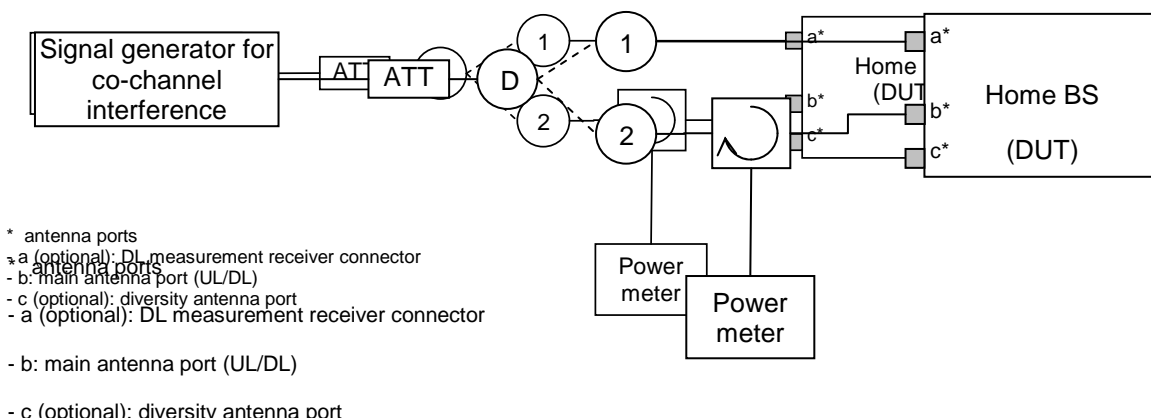 Signal generator for
co-channel
interference
ATT
ATT
D
1
1
2
2
a*
b*
c*
Home
(DUT
a*
b*
c*
Home BS
(DUT)
Power
meter
Power
meter
* antenna ports
- a (optional): DL measurement receiver connector
- b: main antenna port (UL/DL)
- c (optional): diversity antenna port
* antenna ports
- a (optional): DL measurement receiver connector
- b: main antenna port (UL/DL)
- c (optional): diversity antenna port